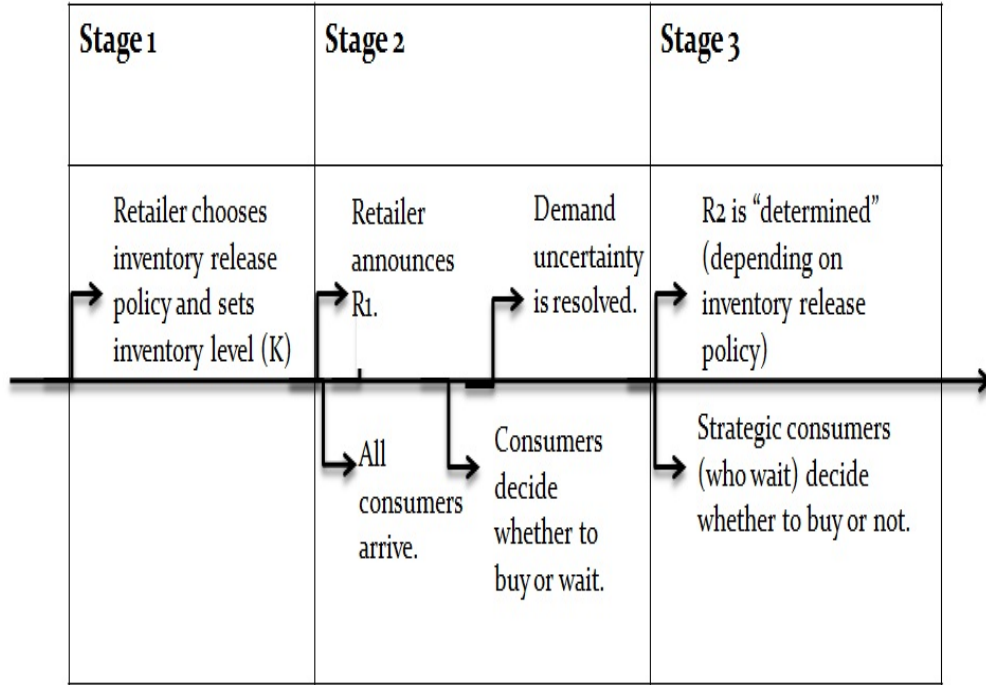 Stage 1
Stage 2
Stage 3
Retailer chooses
inventory release
policy and sets
inventory level (K)
Retailer
announces
R1.
Demand
uncertainty
is resolved.
R2 is “determined”
(depending on
inventory release
policy)
All
consumers
arrive.
Consumers
decide
whether to
buy or wait.
Strategic consumers
(who wait) decide
whether to buy or not.